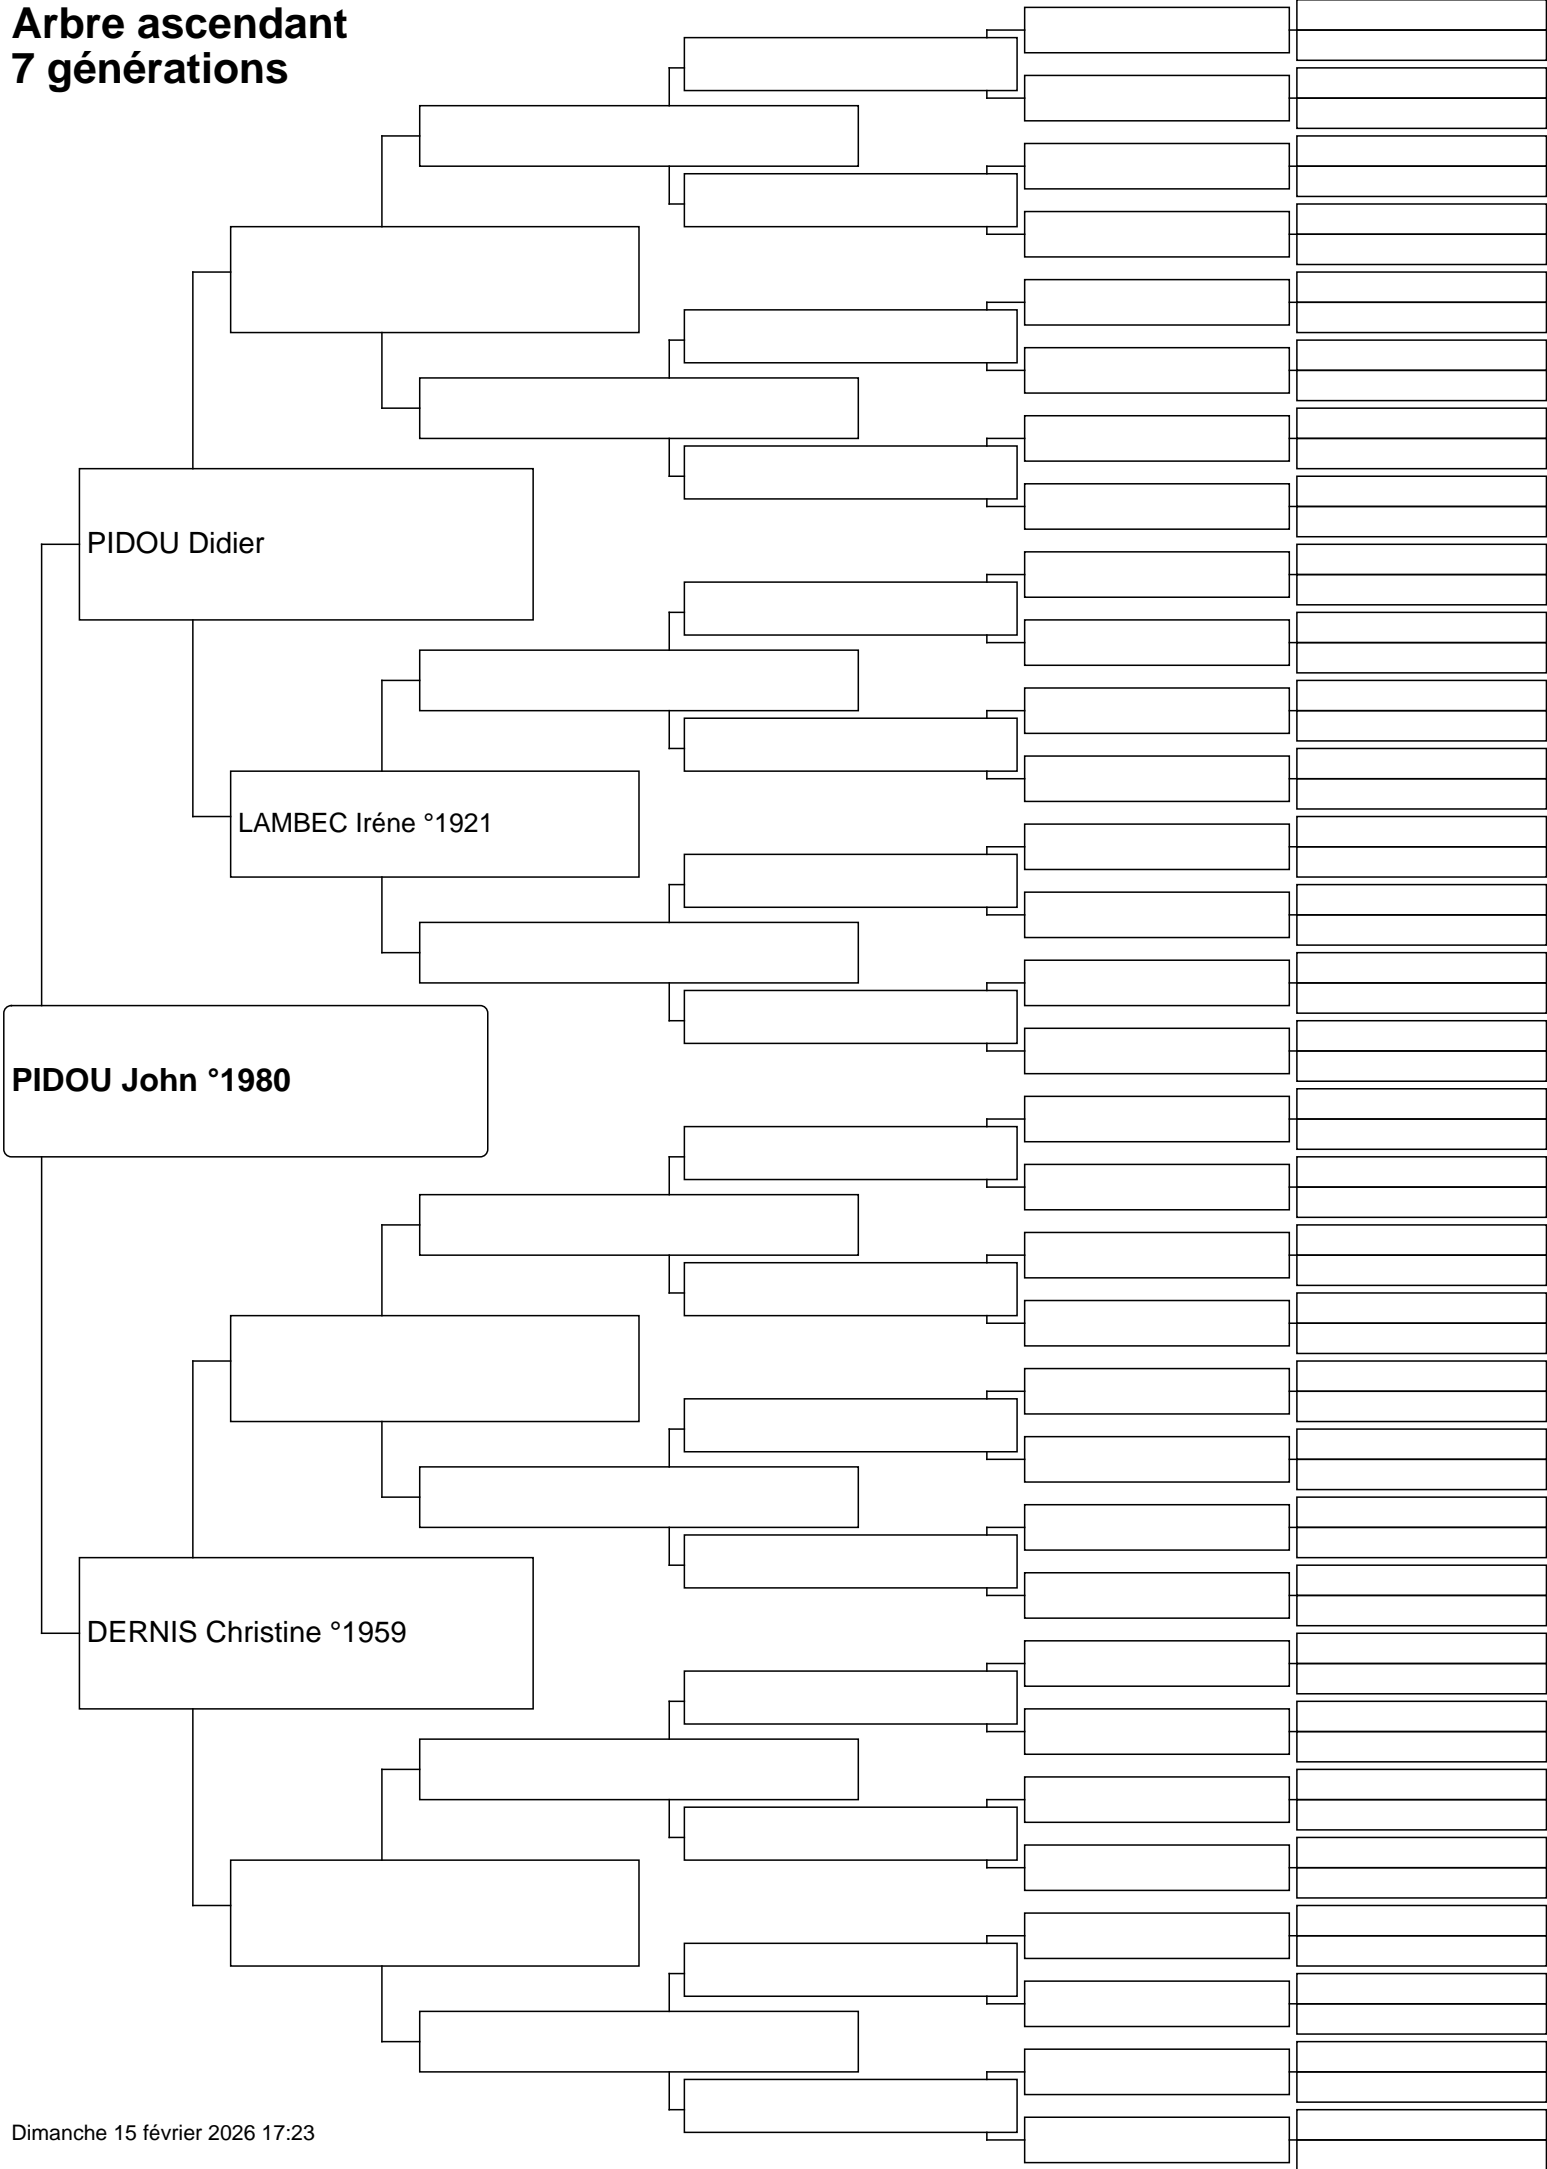 Arbre ascendant
7 générations
PIDOU Didier
LAMBEC Iréne °1921
PIDOU John °1980
DERNIS Christine °1959
Dimanche 15 février 2026 17:23